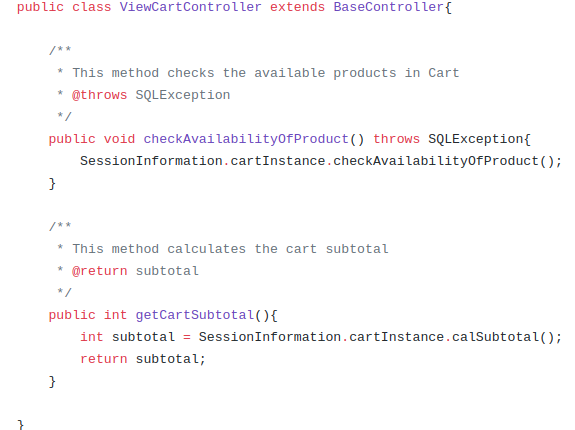 public class ViewCartController extends BaseController{
/**
* This method checks the available products in Cart
* @throws SQLException
*/
public void checkAvailabilityOfProduct() throws SQLException{
SessionInformation.cartInstance.checkAvailabilityOfProduct();
}
/**
* This method calculates the cart subtotal
* @return subtotal
*/
public int getCartSubtotal(){
int subtotal = SessionInformation.cartInstance.calSubtotal();
return subtotal;
}
}